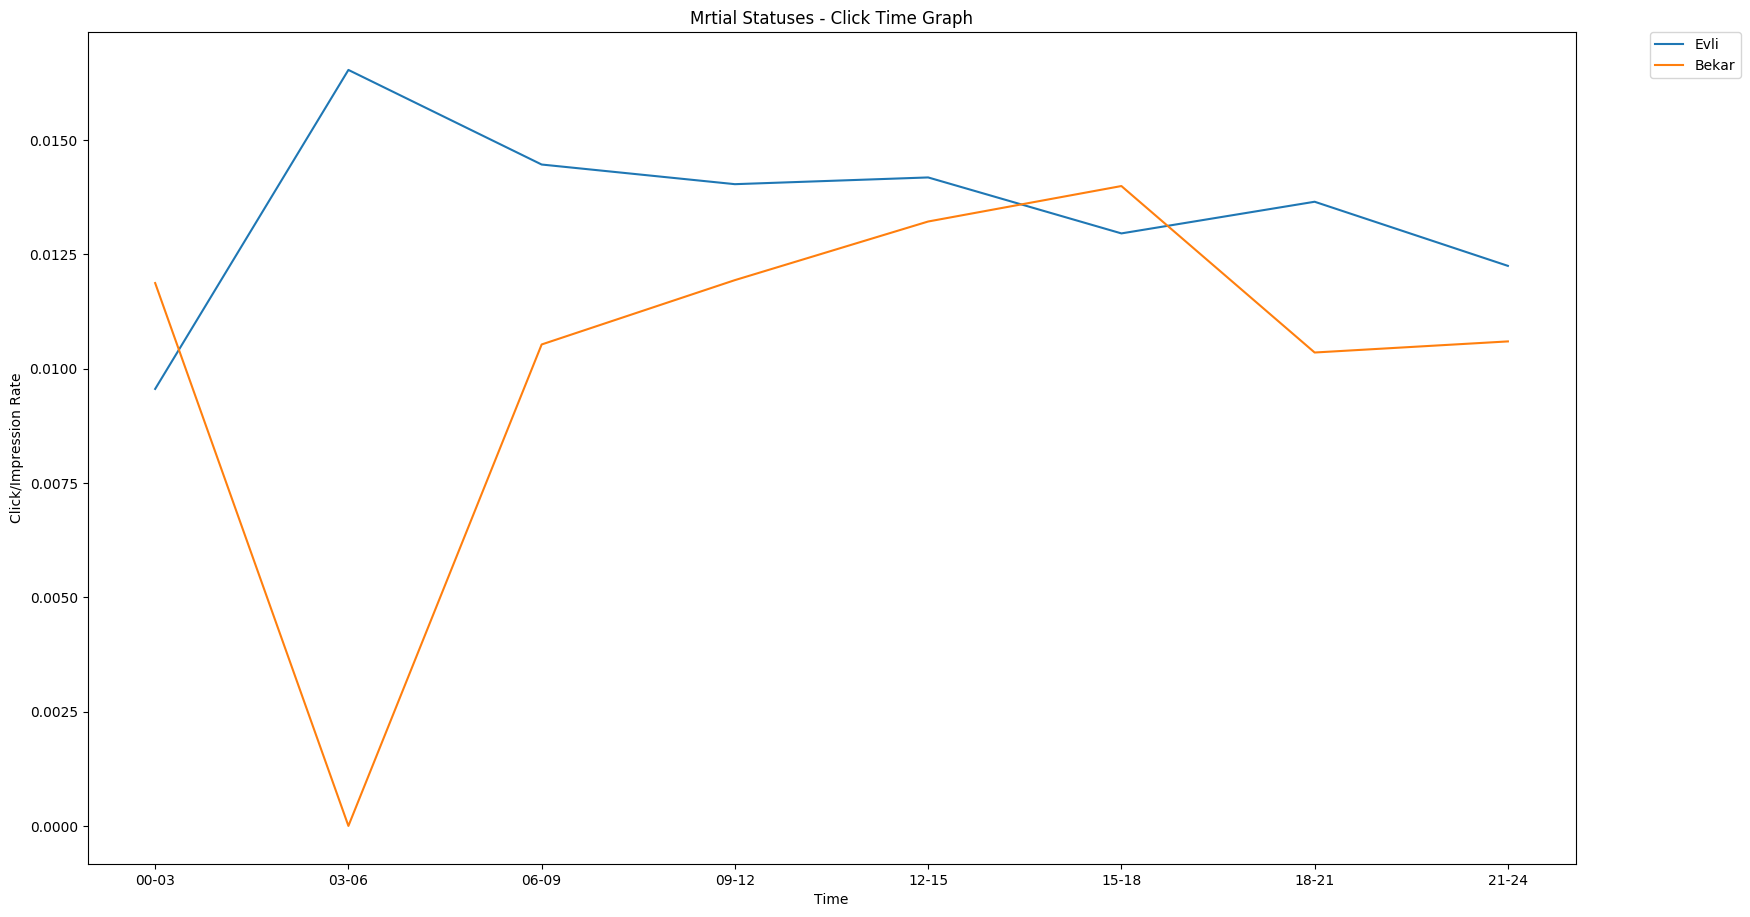 Mrtial Statuses - Click Time Graph
Evli
Bekar
Click/Impression Rate
0.0150
0.0125
0.0100
0.0075
0.0050
0.0025
0.0000
00-03 03-06 06-09 09-12 12-15 15-18 18-21 21-24
Time